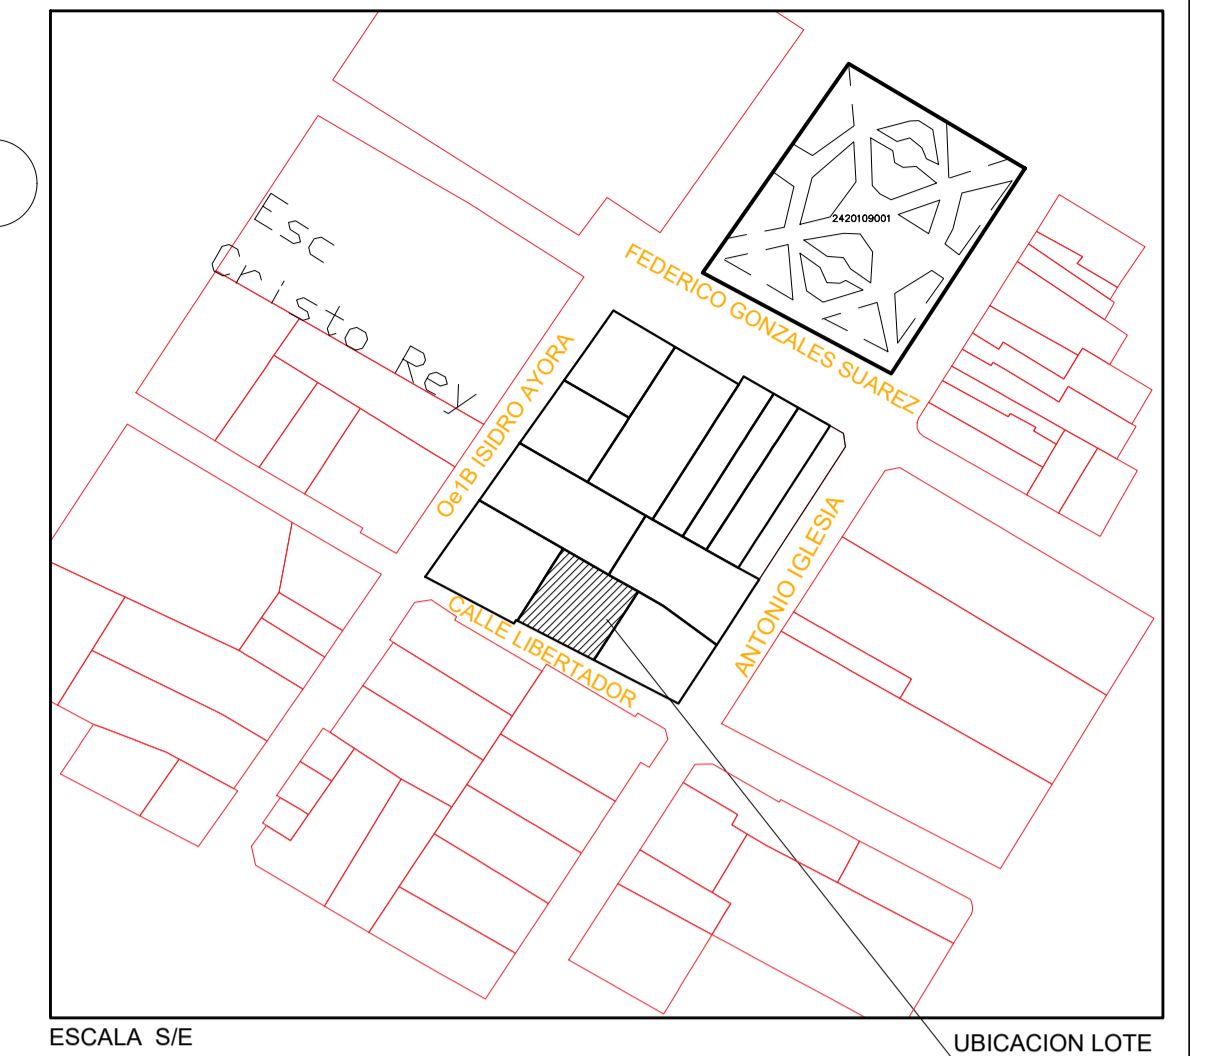 2420109001
Esc
Cristo Rey
FEDERICO GONZALES SUAREZ
Oe1B ISIDRO AYORA
ANTONIO IGLESIA
CALLE LIBERTADOR
ESCALA S/E
UBICACION LOTE